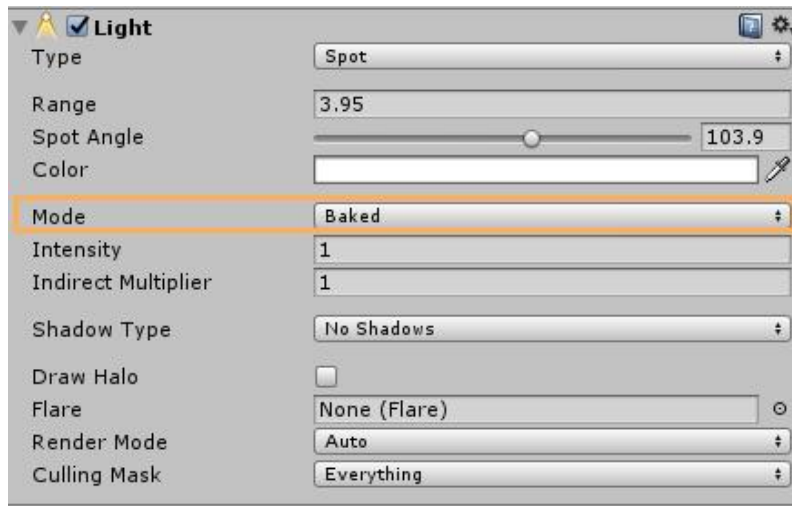 Light
Type Spot
Range 3.95
Spot Angle 103.9
Color
Mode Baked
Intensity 1
Indirect Multiplier 1
Shadow Type No Shadows
Draw Halo
Flare None (Flare)
Render Mode Auto
Culling Mask Everything